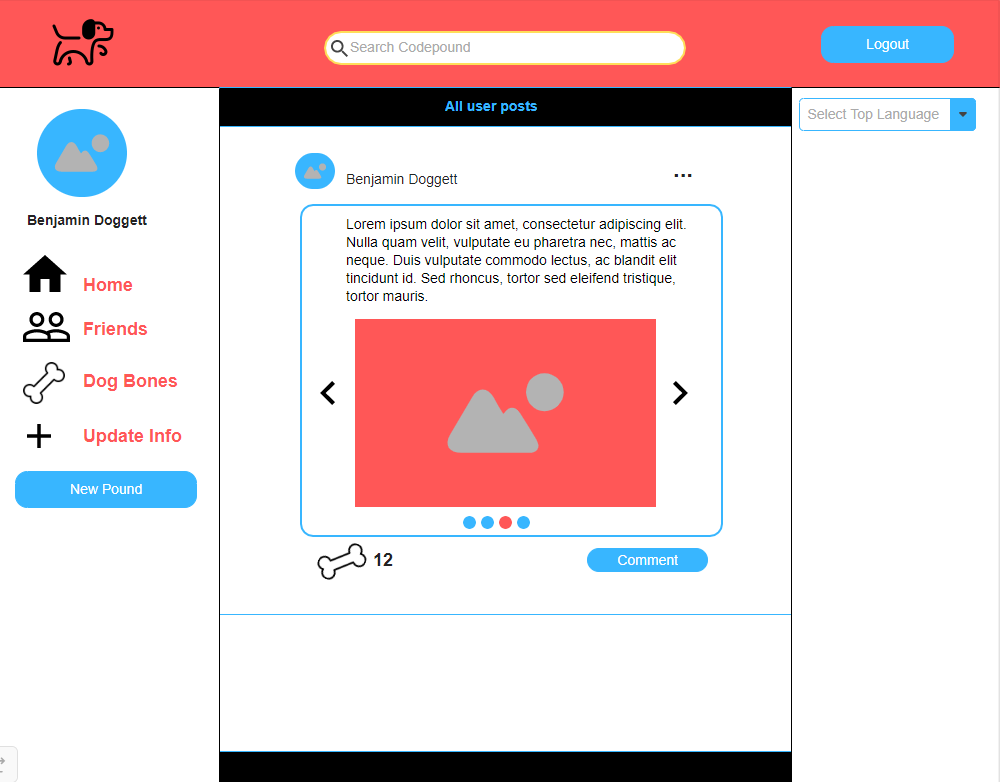 Search Codepound
Logout
All user posts
Select Top Language
Benjamin Doggett
Home
Friends
Dog Bones
Update Info
New Pound
Benjamin Doggett
...
Lorem ipsum dolor sit amet, consectetur adipiscing elit.
Nulla quam velit, vulputate eu pharetra nec, mattis ac
neque. Duis vulputate commodo lectus, ac blandit elit
tincidunt id. Sed rhoncus, tortor sed eleifend tristique,
tortor mauris.
12
Comment